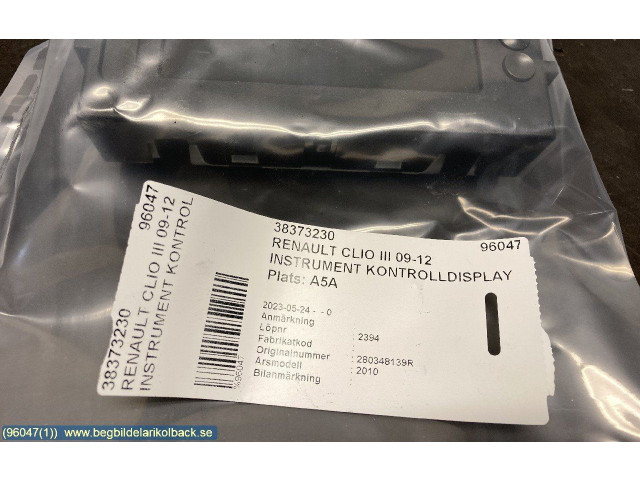 38373230
96047
RENAULT CLIO III 09-12
INSTRUMENT KONTROLLDISPLAY
Plats: A5A
2023-05-24 - - 0
Anmärkning
Löpnr : 2394
Fabrikatkod
Originalnummer : 280348139R
Årsmodell : 2010
Bilanmärkning
*96047
38373230
96047
RENAULT CLIO III 09-12
INSTRUMENT KONTROL
(96047(1)) www.begbildelarikolback.se